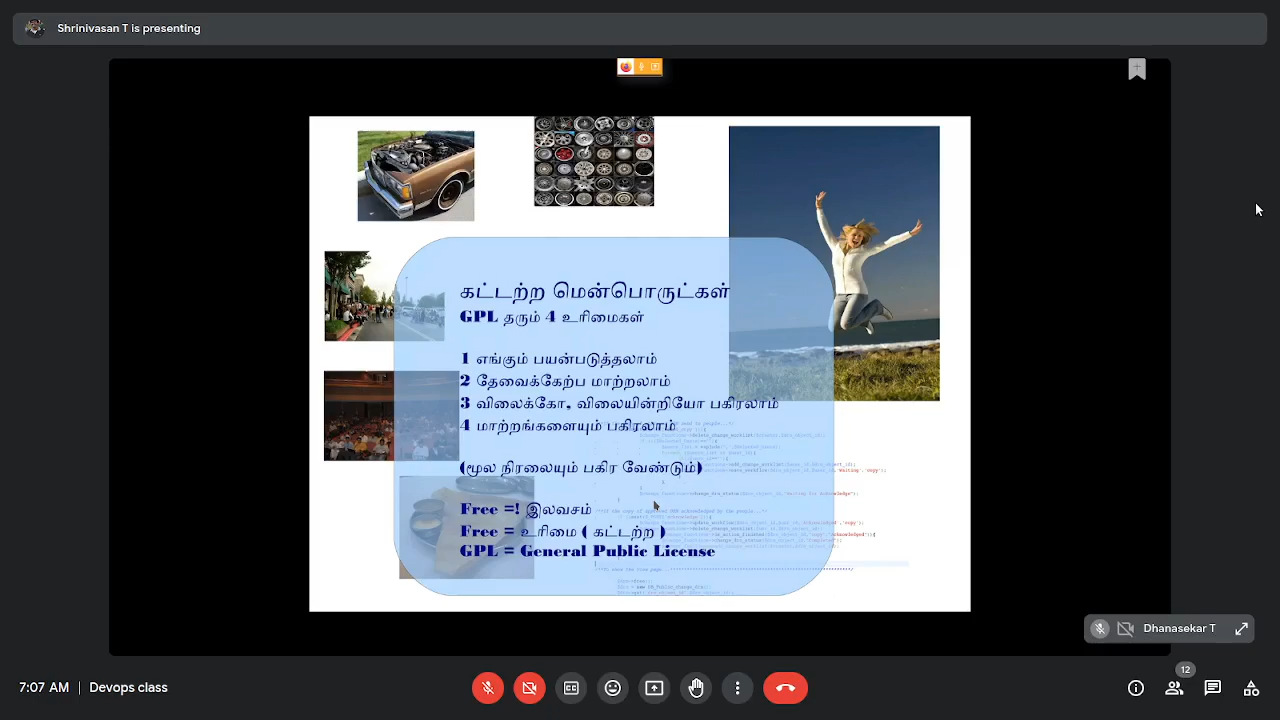 Shrinivasan T is presenting
கட்டற்ற மென்பொருட்கள்
GPL தரும் 4 உரிமைகள்
1 எங்கும் பயன்படுத்தலாம்
2 தேவைக்கேற்ப மாற்றலாம்
3 விலைக்கோ, விலையின்றியோ பகிரலாம்
4 மாற்றங்களையும் பகிரலாம்
(மூல நிரலையும் பகிர வேண்டும்)
Free =! இலவசம்
Free = உரிமை ( கட்டற்ற )
GPL = General Public License
Dhanasekar T
12
7:07 AM | Devops class